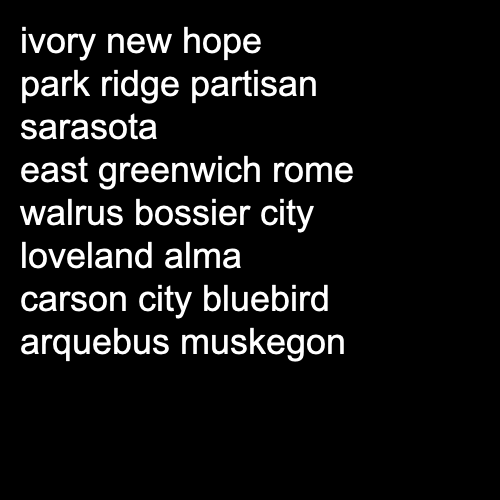 ivory new hope
park ridge partisan
sarasota
east greenwich rome
walrus bossier city
loveland alma
carson city bluebird
arquebus muskegon